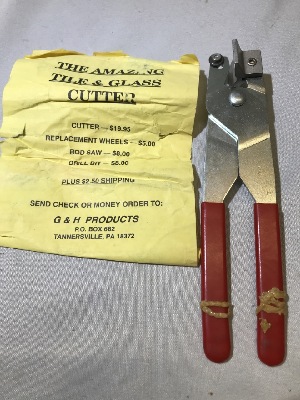 THE AMAZING
TILE & GLASS
CUTTER
CUTTER — $19.95
REPLACEMENT WHEELS — $5.00
ROD SAW — $8.00
DRILL BIT — $8.00
PLUS $2.50 SHIPPING
SEND CHECK OR MONEY ORDER TO:
G & H PRODUCTS
P.O. BOX 682
TANNERSVILLE, PA 18372